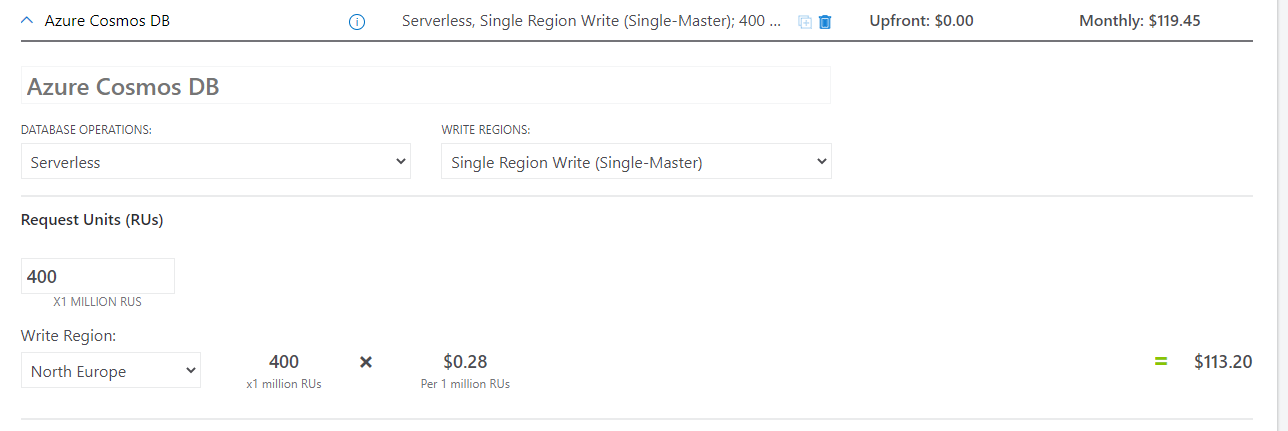 Azure Cosmos DB
Serverless, Single Region Write (Single-Master); 400 ...
Upfront: $0.00
Monthly: $119.45
Azure Cosmos DB
DATABASE OPERATIONS:
WRITE REGIONS:
Serverless
Single Region Write (Single-Master)
Request Units (RUs)
400
X1 MILLION RUS
Write Region:
North Europe
400
x1 million RUs
×
$0.28
Per 1 million RUs
=
$113.20